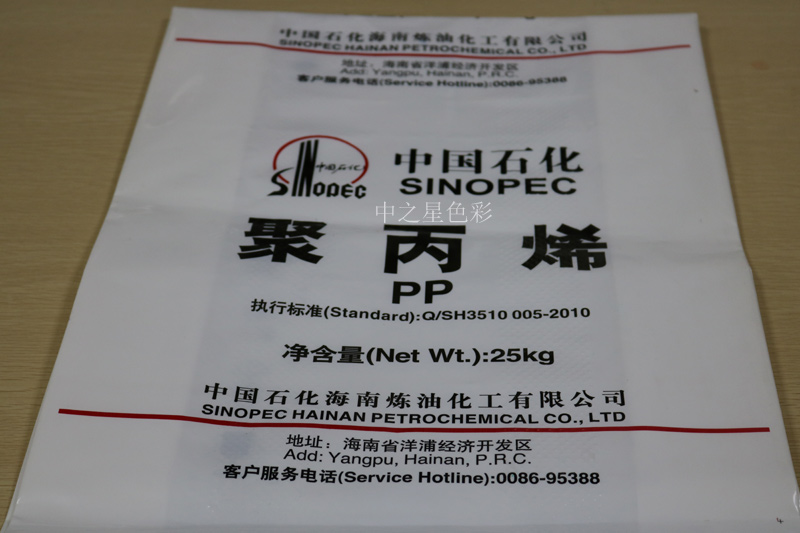 中国石化海南炼油化工有限公司
SINOPEC HAINAN PETROCHEMICAL CO., LTD
地址：海南省洋浦经济开发区
Add: Yangpu, Hainan, P.R.C.
客户服务电话(Service Hotline):0086-95388
中国石化
SINOPEC
中国石化
SINOPEC
中之星色彩
聚丙烯
PP
执行标准(Standard):Q/SH3510 005-2010
净含量(Net Wt.):25kg
中国石化海南炼油化工有限公司
SINOPEC HAINAN PETROCHEMICAL CO., LTD
地址：海南省洋浦经济开发区
Add: Yangpu, Hainan, P.R.C.
客户服务电话(Service Hotline):0086-95388
4